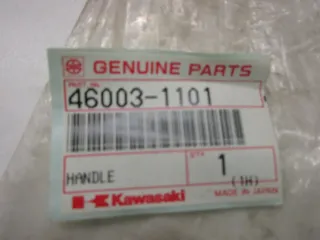 GENUINE PARTS
PART No.
46003-1101
HANDLE
QTY
1
(1H)
Kawasaki
MADE IN JAPAN